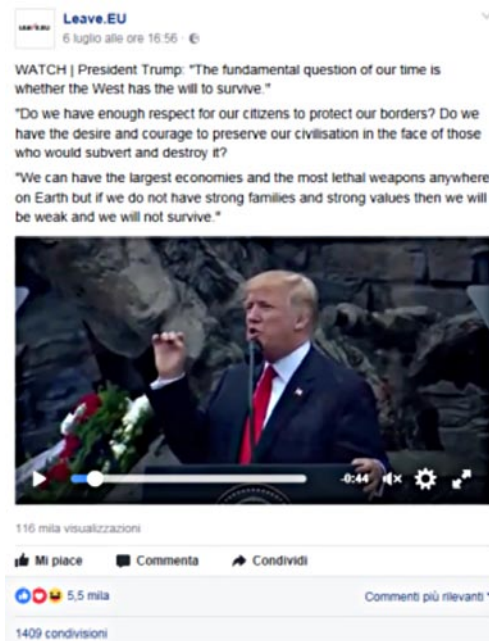 LEAVE.EU
Leave.EU
6 luglio alle ore 16:56
WATCH | President Trump: "The fundamental question of our time is
whether the West has the will to survive."
"Do we have enough respect for our citizens to protect our borders? Do we
have the desire and courage to preserve our civilisation in the face of those
who would subvert and destroy it?
"We can have the largest economies and the most lethal weapons anywhere
on Earth but if we do not have strong families and strong values then we will
be weak and we will not survive."
-0:44
116 mila visualizzazioni
Mi piace Commenta Condividi
5,5 mila Commenti più rilevanti
1409 condivisioni